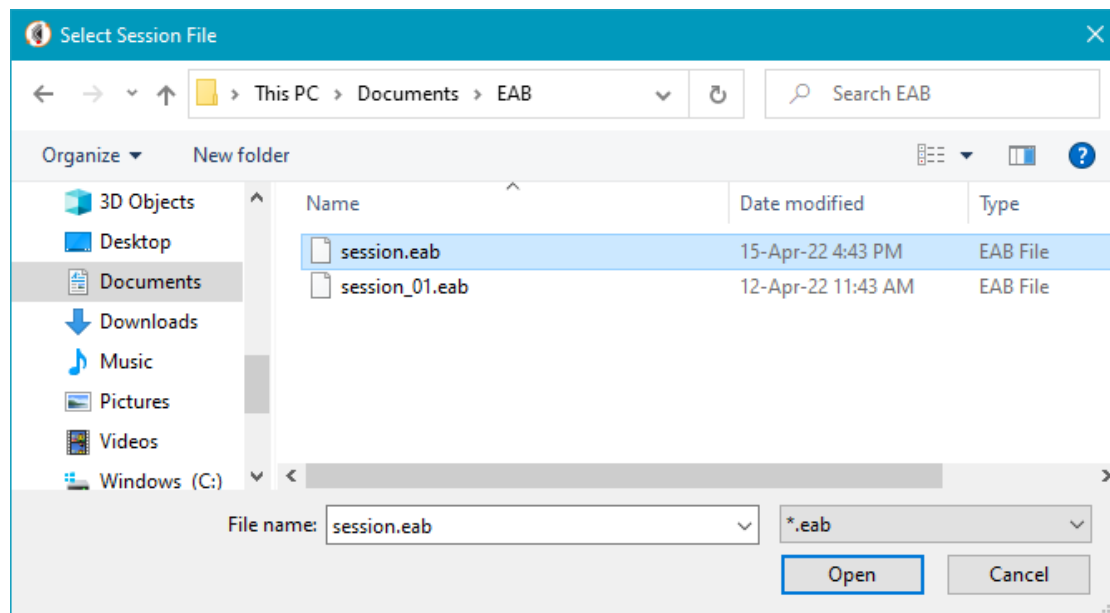 Select Session File
This PC > Documents > EAB
Search EAB
Organize
New folder
?
3D Objects
Desktop
Documents
Downloads
Music
Pictures
Videos
Windows (C:)
Name
Date modified
Type
session.eab
15-Apr-22 4:43 PM
EAB File
session_01.eab
12-Apr-22 11:43 AM
EAB File
File name:
session.eab
*.eab
Open
Cancel